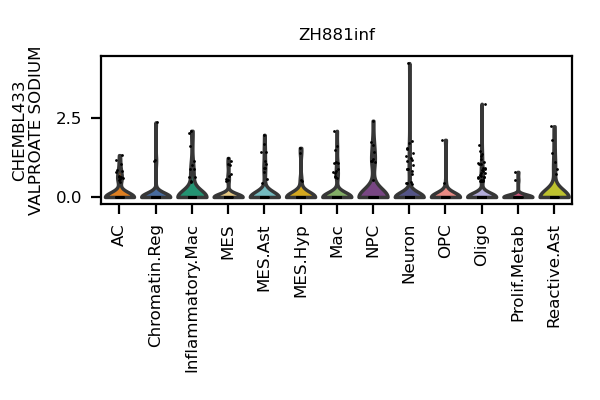 ZH881inf
CHEMBL433
VALPROATE SODIUM
2.5
0.0
AC
Chromatin.Reg
Inflammatory.Mac
MES
MES.Ast
MES.Hyp
Mac
NPC
Neuron
OPC
Oligo
Prolif.Metab
Reactive.Ast